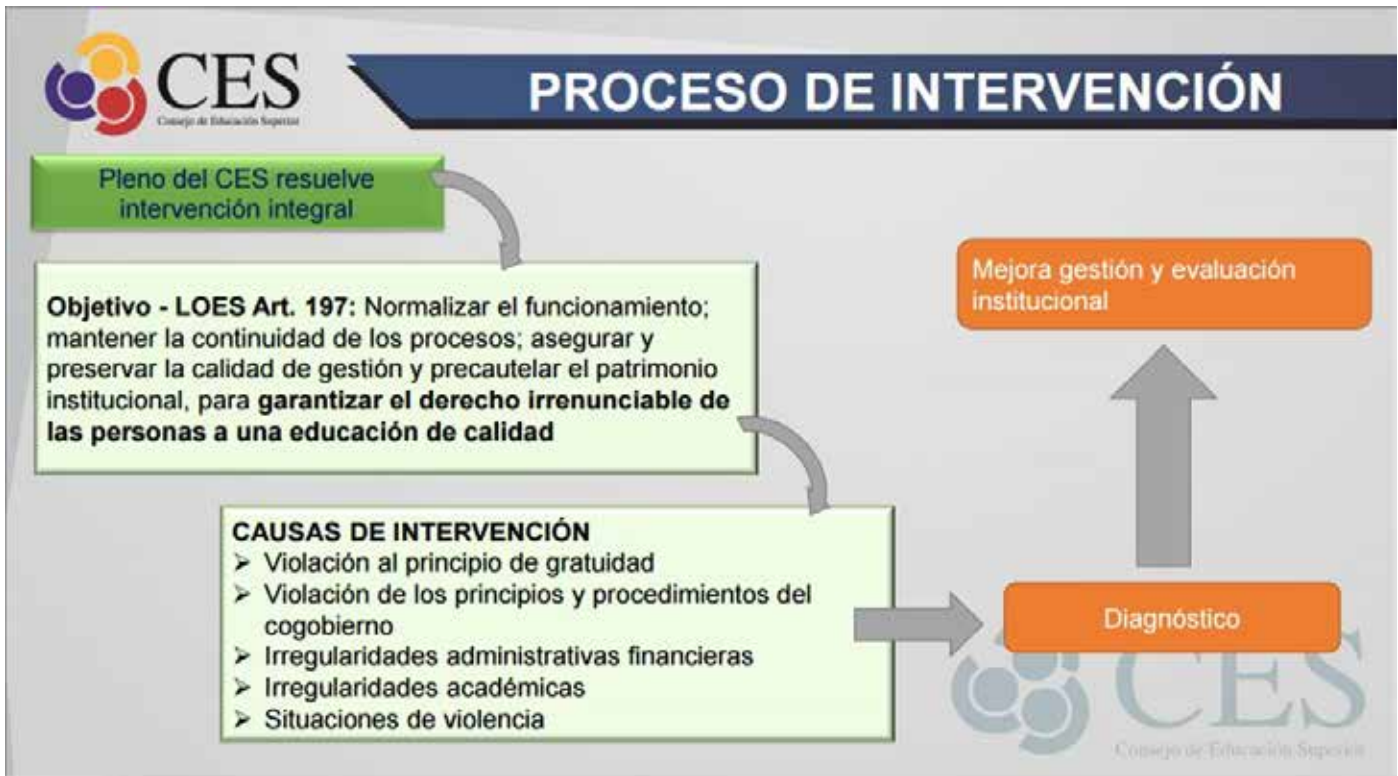 CES
Consejo de Educación Superior
PROCESO DE INTERVENCIÓN
Pleno del CES resuelve
intervención integral
Objetivo - LOES Art. 197: Normalizar el funcionamiento;
mantener la continuidad de los procesos; asegurar y
preservar la calidad de gestión y precautelar el patrimonio
institucional, para garantizar el derecho irrenunciable de
las personas a una educación de calidad
CAUSAS DE INTERVENCIÓN
➢ Violación al principio de gratuidad
➢ Violación de los principios y procedimientos del
cogobierno
➢ Irregularidades administrativas financieras
➢ Irregularidades académicas
➢ Situaciones de violencia
Diagnóstico
Mejora gestión y evaluación
institucional
CES
Consejo de Educación Superior